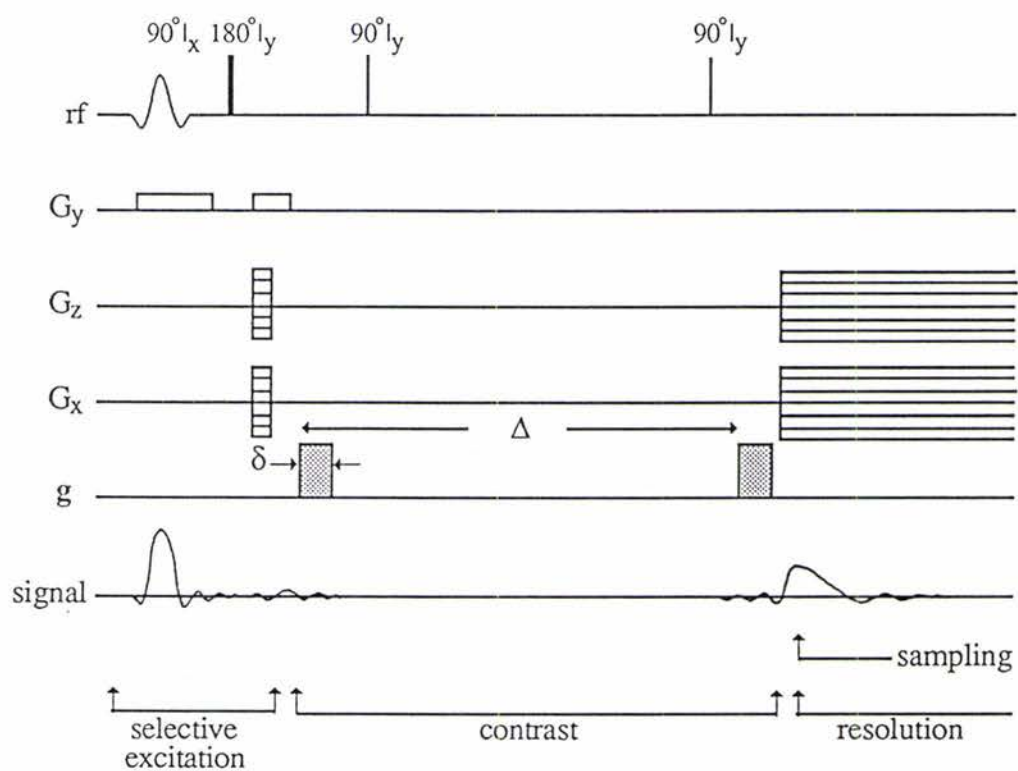 90°|x 180°|y 90°|y 90°|y
rf
Gy
Gz
Gx
Δ
δ
g
signal
sampling
selective
excitation
contrast
resolution